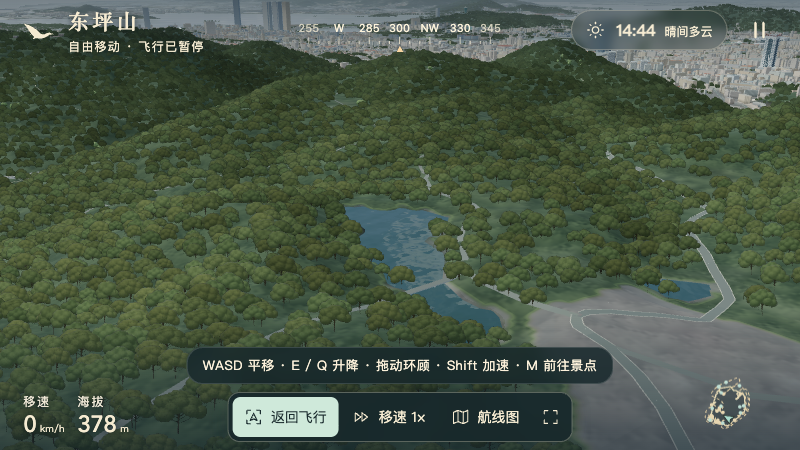 东坪山
自由移动 · 飞行已暂停
255 W 285 300 NW 330 345
14:44 晴间多云
WASD 平移 · E / Q 升降 · 拖动环顾 · Shift 加速 · M 前往景点
移速 海拔
0 km/h 378 m
A 返回飞行 移速 1x 航线图